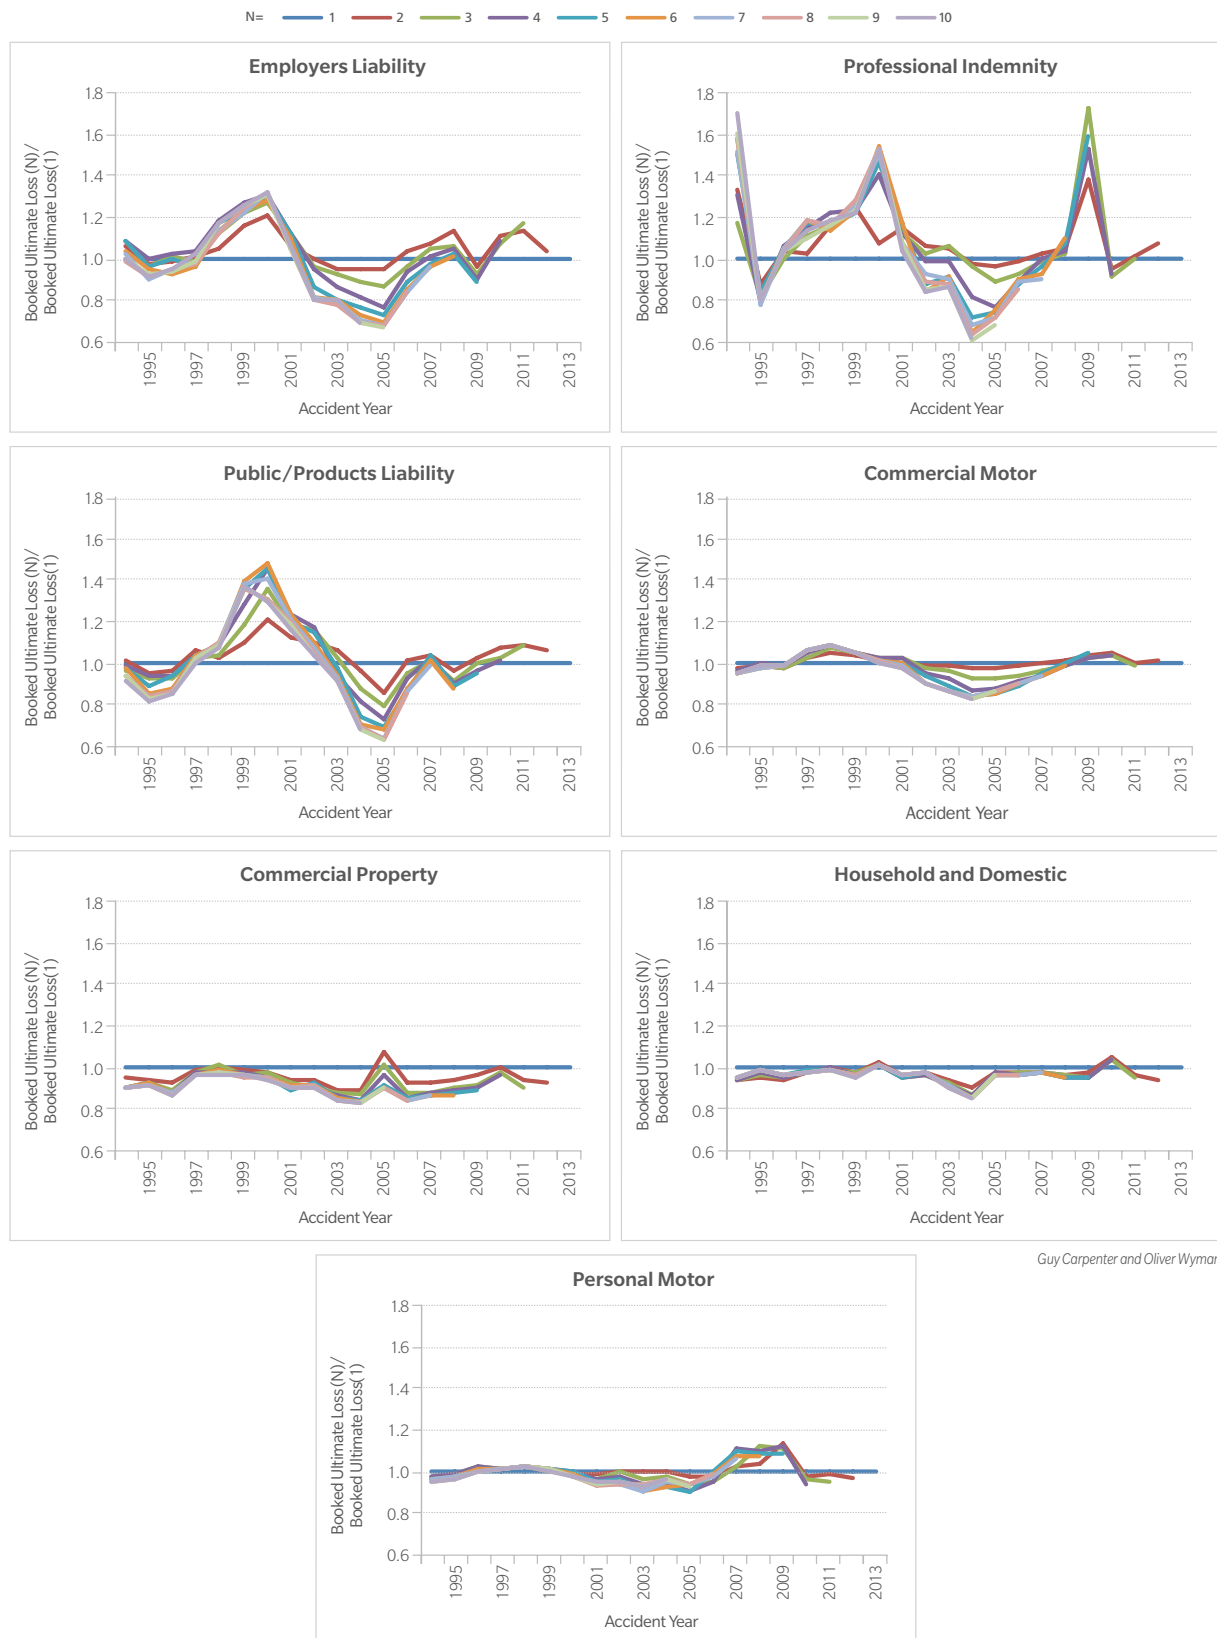 N= 1 2 3 4 5 6 7 8 9 10
Employers Liability
Booked Ultimate Loss (N)/
Booked Ultimate Loss(1)
1.8
1.6
1.4
1.2
1.0
0.8
0.6
1995 1997 1999 2001 2003 2005 2007 2009 2011 2013
Accident Year
Professional Indemnity
Booked Ultimate Loss (N)/
Booked Ultimate Loss(1)
1.8
1.6
1.4
1.2
1.0
0.8
0.6
1995 1997 1999 2001 2003 2005 2007 2009 2011 2013
Accident Year
Public/Products Liability
Booked Ultimate Loss (N)/
Booked Ultimate Loss(1)
1.8
1.6
1.4
1.2
1.0
0.8
0.6
1995 1997 1999 2001 2003 2005 2007 2009 2011 2013
Accident Year
Commercial Motor
Booked Ultimate Loss (N)/
Booked Ultimate Loss(1)
1.8
1.6
1.4
1.2
1.0
0.8
0.6
1995 1997 1999 2001 2003 2005 2007 2009 2011 2013
Accident Year
Commercial Property
Booked Ultimate Loss (N)/
Booked Ultimate Loss(1)
1.8
1.6
1.4
1.2
1.0
0.8
0.6
1995 1997 1999 2001 2003 2005 2007 2009 2011 2013
Accident Year
Household and Domestic
Booked Ultimate Loss (N)/
Booked Ultimate Loss(1)
1.8
1.6
1.4
1.2
1.0
0.8
0.6
1995 1997 1999 2001 2003 2005 2007 2009 2011 2013
Accident Year
Guy Carpenter and Oliver Wyman
Personal Motor
Booked Ultimate Loss (N)/
Booked Ultimate Loss(1)
1.8
1.6
1.4
1.2
1.0
0.8
0.6
1995 1997 1999 2001 2003 2005 2007 2009 2011 2013
Accident Year